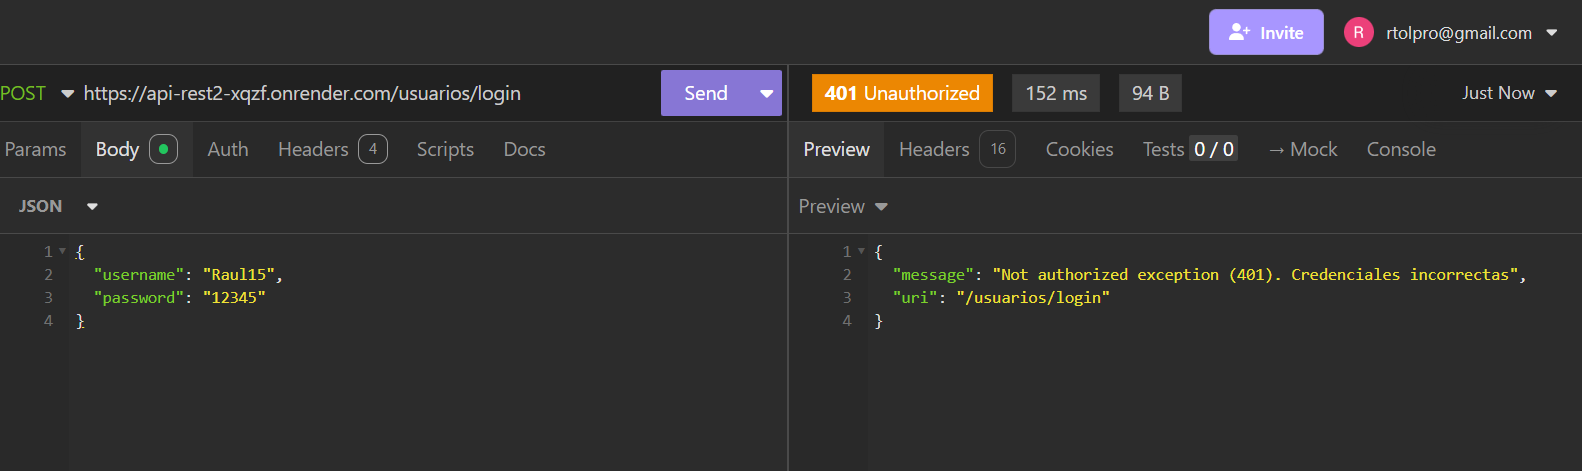 Invite
R rtolpro@gmail.com
POST https://api-rest2-xqzf.onrender.com/usuarios/login Send
401 Unauthorized 152 ms 94 B Just Now
Params Body Auth Headers 4 Scripts Docs
Preview Headers 16 Cookies Tests 0 / 0 → Mock Console
JSON
Preview
1 {
2 "username": "Raul15",
3 "password": "12345"
4 }
1 {
2 "message": "Not authorized exception (401). Credenciales incorrectas",
3 "uri": "/usuarios/login"
4 }